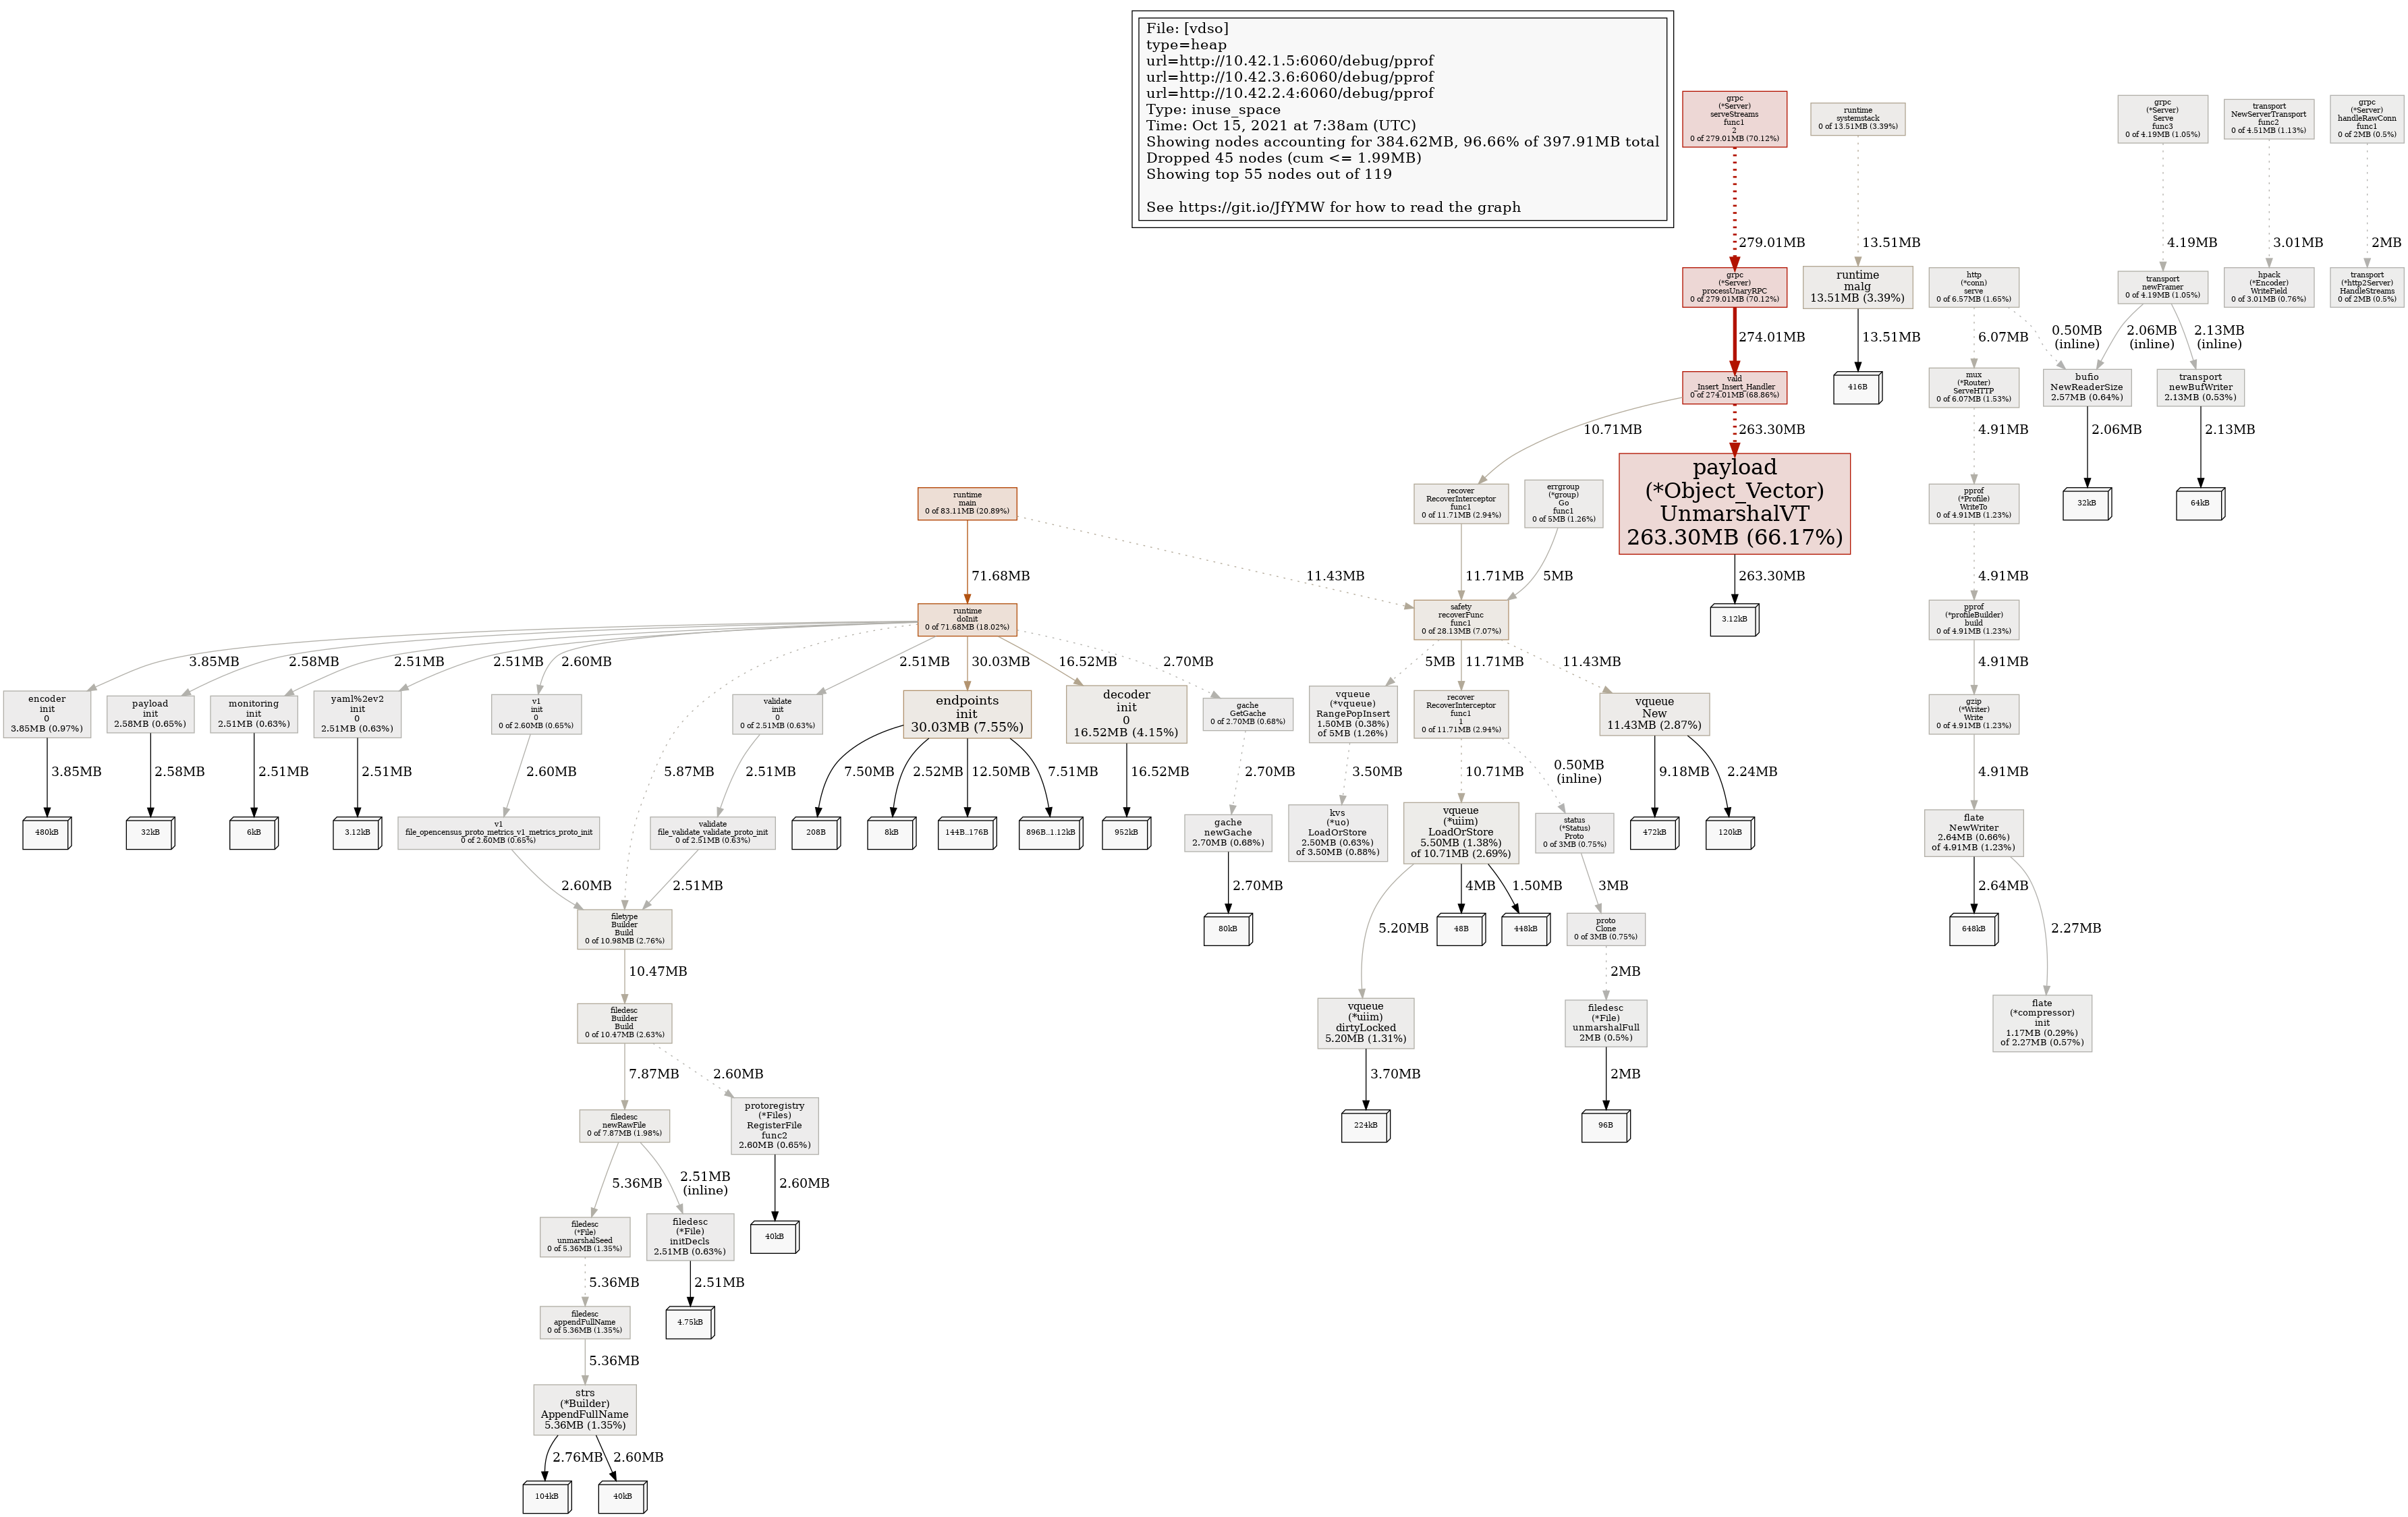 File: [vdso]
type=heap
url=http://10.42.1.5:6060/debug/pprof
url=http://10.42.3.6:6060/debug/pprof
url=http://10.42.2.4:6060/debug/pprof
Type: inuse_space
Time: Oct 15, 2021 at 7:38am (UTC)
Showing nodes accounting for 384.62MB, 96.66% of 397.91MB total
Dropped 45 nodes (cum <= 1.99MB)
Showing top 55 nodes out of 119
See https://git.io/JfYMW for how to read the graph
grpc
(*Server)
serveStreams
func1
2
0 of 279.01MB (70.12%)
runtime
systemstack
0 of 13.51MB (3.39%)
grpc
(*Server)
Serve
func3
0 of 4.19MB (1.05%)
transport
NewServerTransport
func2
0 of 4.51MB (1.13%)
grpc
(*Server)
handleRawConn
func1
0 of 2MB (0.5%)
279.01MB
13.51MB
4.19MB
3.01MB
2MB
grpc
(*Server)
processUnaryRPC
0 of 279.01MB (70.12%)
runtime
malg
13.51MB (3.39%)
http
(*conn)
serve
0 of 6.57MB (1.65%)
transport
newFramer
0 of 4.19MB (1.05%)
hpack
(*Encoder)
WriteField
0 of 3.01MB (0.76%)
transport
(*http2Server)
HandleStreams
0 of 2MB (0.5%)
274.01MB
13.51MB
6.07MB
0.50MB
(inline)
2.06MB
(inline)
2.13MB
(inline)
vald
_Insert_Insert_Handler
0 of 274.01MB (68.86%)
416B
mux
(*Router)
ServeHTTP
0 of 6.07MB (1.53%)
bufio
NewReaderSize
2.57MB (0.64%)
transport
newBufWriter
2.13MB (0.53%)
10.71MB
263.30MB
4.91MB
2.06MB
2.13MB
runtime
main
0 of 83.11MB (20.89%)
recover
RecoverInterceptor
func1
0 of 11.71MB (2.94%)
errgroup
(*group)
Go
func1
0 of 5MB (1.26%)
payload
(*Object_Vector)
UnmarshalVT
263.30MB (66.17%)
pprof
(*Profile)
WriteTo
0 of 4.91MB (1.23%)
32kB
64kB
71.68MB
11.43MB
11.71MB
5MB
263.30MB
4.91MB
runtime
doInit
0 of 71.68MB (18.02%)
safety
recoverFunc
func1
0 of 28.13MB (7.07%)
3.12kB
pprof
(*profileBuilder)
build
0 of 4.91MB (1.23%)
3.85MB
2.58MB
2.51MB
2.51MB
2.60MB
2.51MB
30.03MB
16.52MB
2.70MB
5MB
11.71MB
11.43MB
4.91MB
encoder
init
0
3.85MB (0.97%)
payload
init
2.58MB (0.65%)
monitoring
init
2.51MB (0.63%)
yaml%2ev2
init
0
2.51MB (0.63%)
v1
init
0
0 of 2.60MB (0.65%)
validate
init
0
0 of 2.51MB (0.63%)
endpoints
init
30.03MB (7.55%)
decoder
init
0
16.52MB (4.15%)
gache
GetGache
0 of 2.70MB (0.68%)
vqueue
(*vqueue)
RangePopInsert
1.50MB (0.38%)
of 5MB (1.26%)
recover
RecoverInterceptor
func1
1
0 of 11.71MB (2.94%)
vqueue
New
11.43MB (2.87%)
gzip
(*Writer)
Write
0 of 4.91MB (1.23%)
3.85MB
2.58MB
2.51MB
2.51MB
2.60MB
5.87MB
2.51MB
7.50MB
2.52MB
12.50MB
7.51MB
16.52MB
2.70MB
3.50MB
10.71MB
0.50MB
(inline)
9.18MB
2.24MB
4.91MB
480kB
32kB
6kB
3.12kB
v1
file_opencensus_proto_metrics_v1_metrics_proto_init
0 of 2.60MB (0.65%)
validate
file_validate_validate_proto_init
0 of 2.51MB (0.63%)
208B
8kB
144B..176B
896B..1.12kB
952kB
gache
newGache
2.70MB (0.68%)
kvs
(*uo)
LoadOrStore
2.50MB (0.63%)
of 3.50MB (0.88%)
vqueue
(*uiim)
LoadOrStore
5.50MB (1.38%)
of 10.71MB (2.69%)
status
(*Status)
Proto
0 of 3MB (0.75%)
472kB
120kB
flate
NewWriter
2.64MB (0.66%)
of 4.91MB (1.23%)
2.60MB
2.51MB
2.70MB
5.20MB
4MB
1.50MB
3MB
2.64MB
2.27MB
filetype
Builder
Build
0 of 10.98MB (2.76%)
80kB
48B
448kB
proto
Clone
0 of 3MB (0.75%)
648kB
10.47MB
2MB
filedesc
Builder
Build
0 of 10.47MB (2.63%)
vqueue
(*uiim)
dirtyLocked
5.20MB (1.31%)
filedesc
(*File)
unmarshalFull
2MB (0.5%)
flate
(*compressor)
init
1.17MB (0.29%)
of 2.27MB (0.57%)
7.87MB
2.60MB
3.70MB
2MB
filedesc
newRawFile
0 of 7.87MB (1.98%)
protoregistry
(*Files)
RegisterFile
func2
2.60MB (0.65%)
224kB
96B
5.36MB
2.51MB
(inline)
2.60MB
filedesc
(*File)
unmarshalSeed
0 of 5.36MB (1.35%)
filedesc
(*File)
initDecls
2.51MB (0.63%)
40kB
5.36MB
2.51MB
filedesc
appendFullName
0 of 5.36MB (1.35%)
4.75kB
5.36MB
strs
(*Builder)
AppendFullName
5.36MB (1.35%)
2.76MB
2.60MB
104kB
40kB